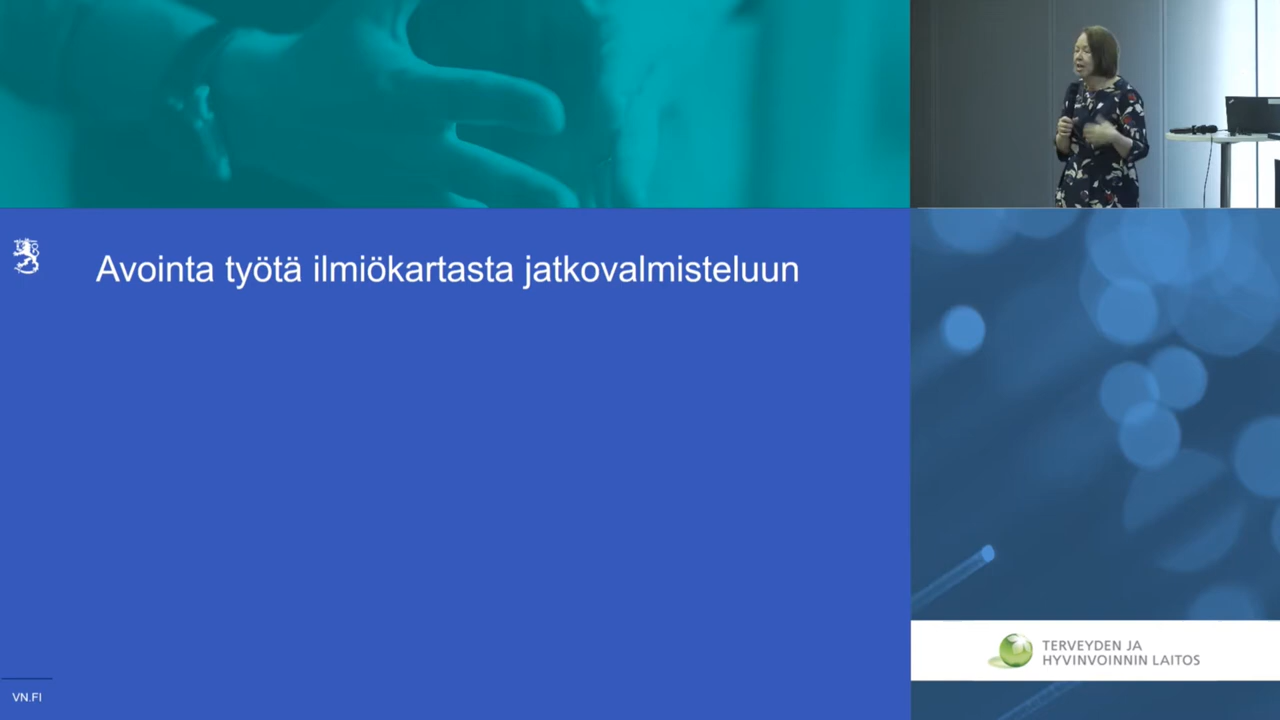 Avointa työtä ilmiökartasta jatkovalmisteluun
VN.FI
TERVEYDEN JA
HYVINVOINNIN LAITOS